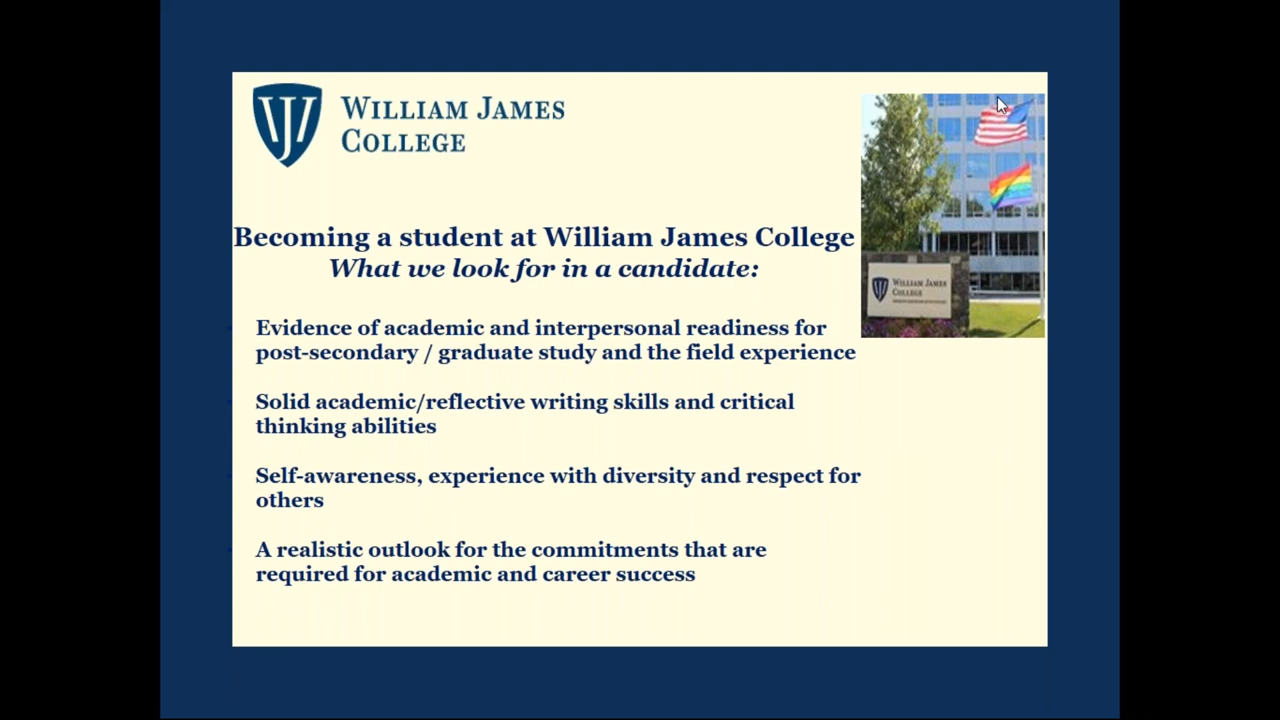 WILLIAM JAMES
COLLEGE
Becoming a student at William James College
What we look for in a candidate:
Evidence of academic and interpersonal readiness for
post-secondary / graduate study and the field experience
Solid academic/reflective writing skills and critical
thinking abilities
Self-awareness, experience with diversity and respect for
others
A realistic outlook for the commitments that are
required for academic and career success
WILLIAM JAMES
COLLEGE